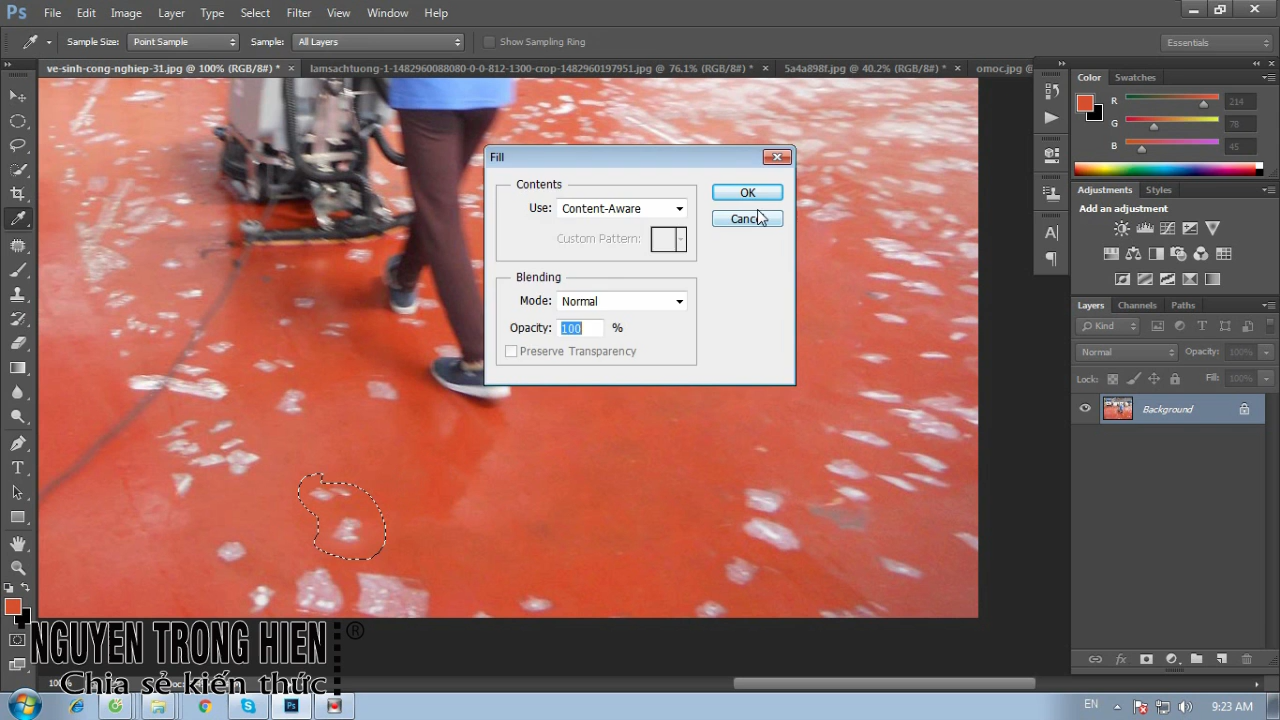 Ps File Edit Image Layer Type Select Filter View Window Help
Sample Size: Point Sample Sample: All Layers Show Sampling Ring Essentials
ve-sinh-cong-nghiep-31.jpg @ 100% (RGB/8#) * × lamsachtuong-1-1482960088080-0-0-812-1300-crop-1482960197951.jpg @ 76.1% (RGB/8#) * × 5a4a898f.jpg @ 40.2% (RGB/8#) * × omoc.jpg @
Color Swatches
R 214
G 78
B 45
Fill
Contents
OK
Use: Content-Aware
Cancel
Custom Pattern:
Blending
Mode: Normal
Opacity: 100 %
Preserve Transparency
Adjustments Styles
Add an adjustment
Layers Channels Paths
Kind
Normal Opacity: 100%
Lock: Fill: 100%
Background
NGUYEN TRONG HIEN ®
Chia sẻ kiến thức
100%
EN 9:23 AM